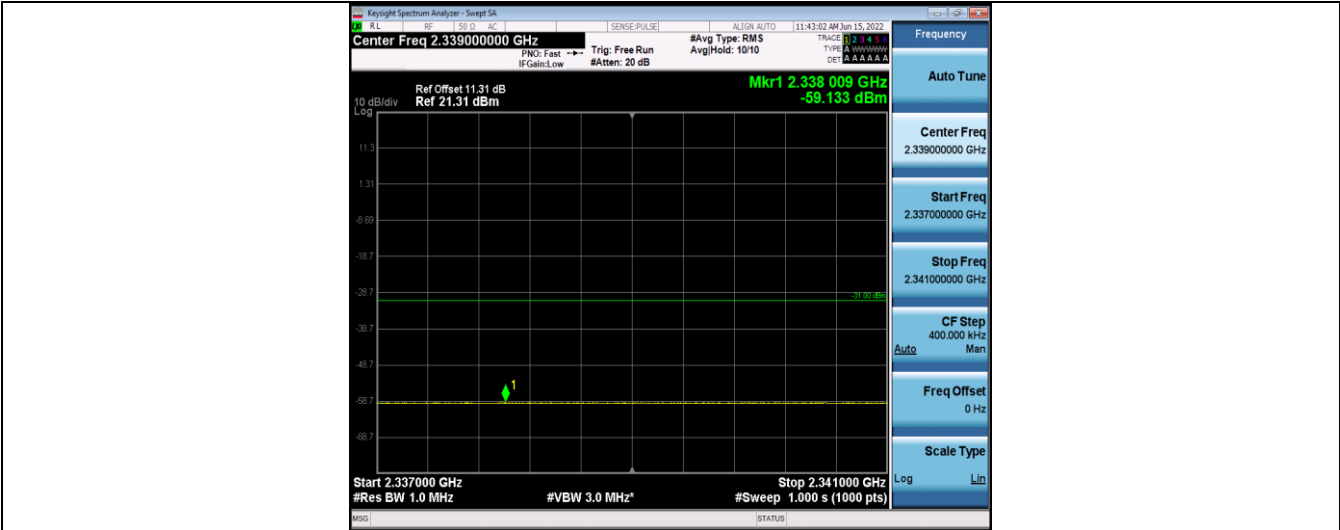 Keysight Spectrum Analyzer - Swept SA
RL RF 50 Ω AC SENSE:PULSE ALIGN AUTO 11:43:02 AM Jun 15, 2022
Center Freq 2.339000000 GHz
PNO: Fast
IFGain:Low
Trig: Free Run
#Atten: 20 dB
#Avg Type: RMS
Avg|Hold: 10/10
TRACE 1 2 3 4 5 6
TYPE A WWWWW
DET A A A A A A
Mkr1 2.338 009 GHz
-59.133 dBm
Ref Offset 11.31 dB
10 dB/div Ref 21.31 dBm
Log
11.3
1.31
-8.69
-18.7
-28.7
-31.00 dBm
-38.7
-48.7
1
-58.7
-68.7
Start 2.337000 GHz Stop 2.341000 GHz
#Res BW 1.0 MHz #VBW 3.0 MHz* #Sweep 1.000 s (1000 pts)
MSG STATUS
Frequency
Auto Tune
Center Freq
2.339000000 GHz
Start Freq
2.337000000 GHz
Stop Freq
2.341000000 GHz
CF Step
400.000 kHz
Auto Man
Freq Offset
0 Hz
Scale Type
Log Lin